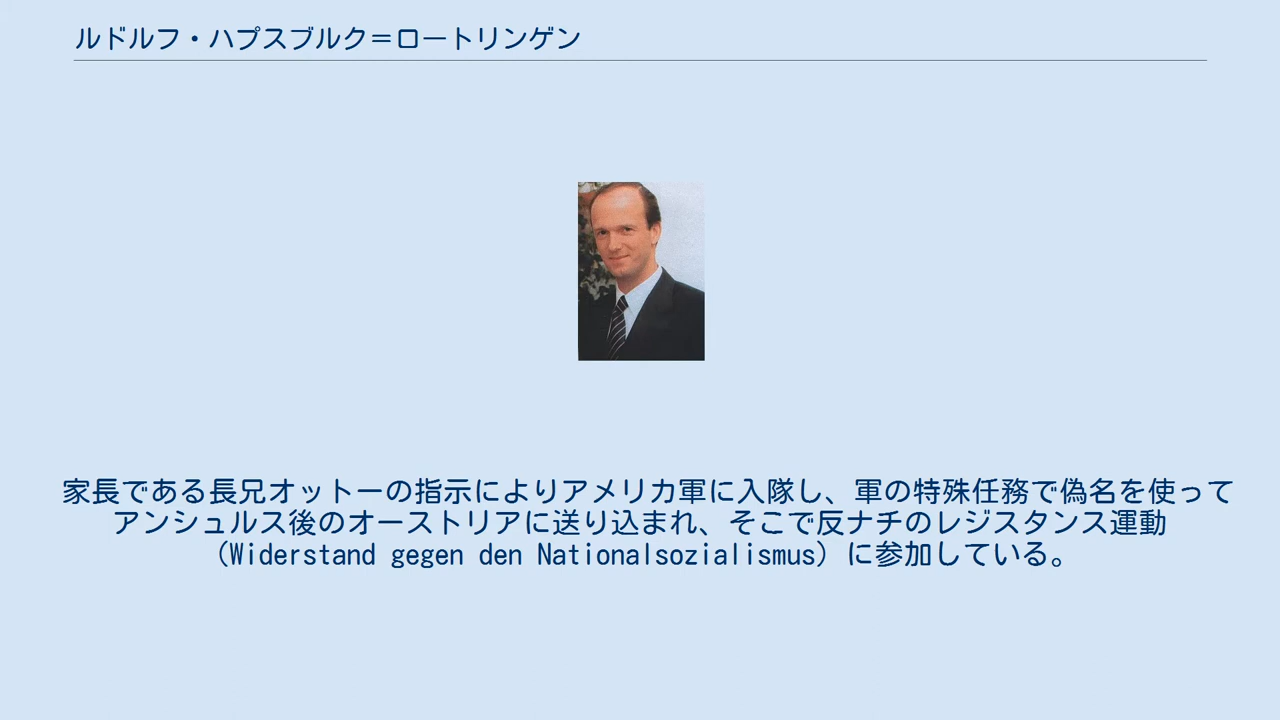 ルドルフ・ハプスブルク＝ロートリンゲン
家長である長兄オットーの指示によりアメリカ軍に入隊し、軍の特殊任務で偽名を使って
アンシュルス後のオーストリアに送り込まれ、そこで反ナチのレジスタンス運動
（Widerstand gegen den Nationalsozialismus）に参加している。